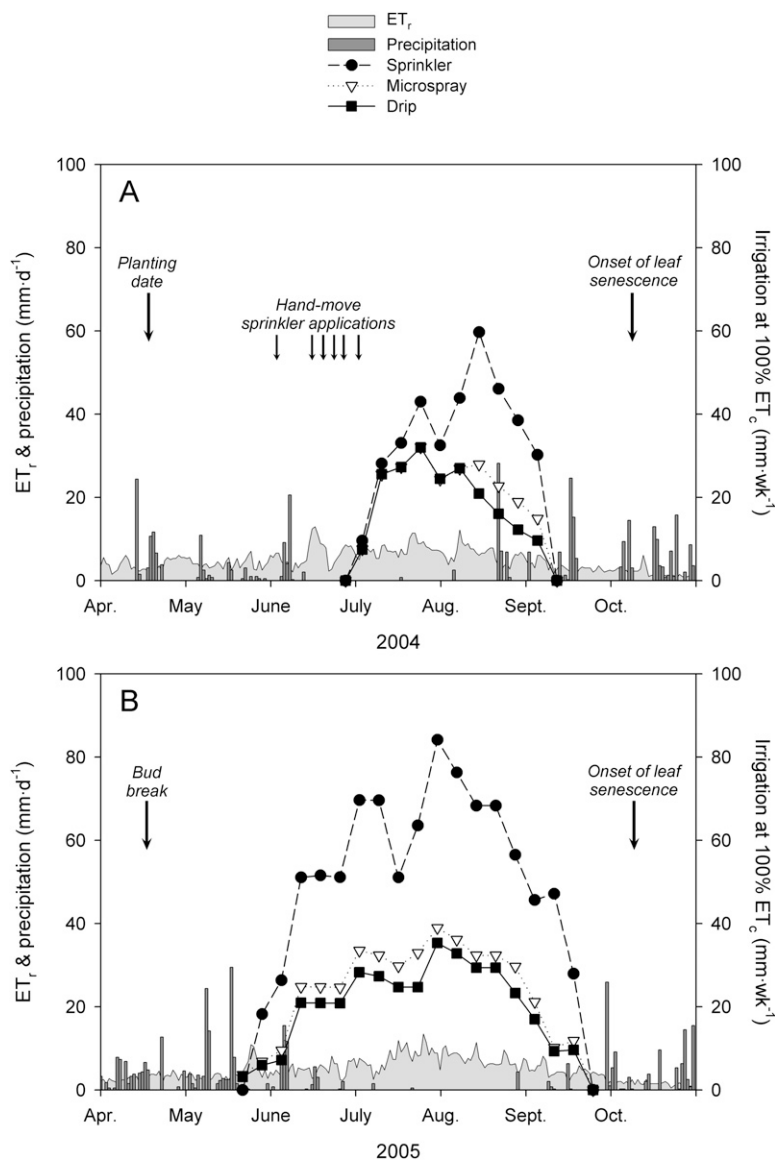 ETr
Precipitation
Sprinkler
Microspray
Drip
100
80
60
40
20
0
ETr & precipitation (mm·d-1)
A
Planting
date
Hand-move
sprinkler applications
Onset of leaf
senescence
100
80
60
40
20
0
Irrigation at 100% ETc (mm·wk-1)
Apr. May June July Aug. Sept. Oct.
2004
100
80
60
40
20
0
ETr & precipitation (mm·d-1)
B
Bud
break
Onset of leaf
senescence
100
80
60
40
20
0
Irrigation at 100% ETc (mm·wk-1)
Apr. May June July Aug. Sept. Oct.
2005